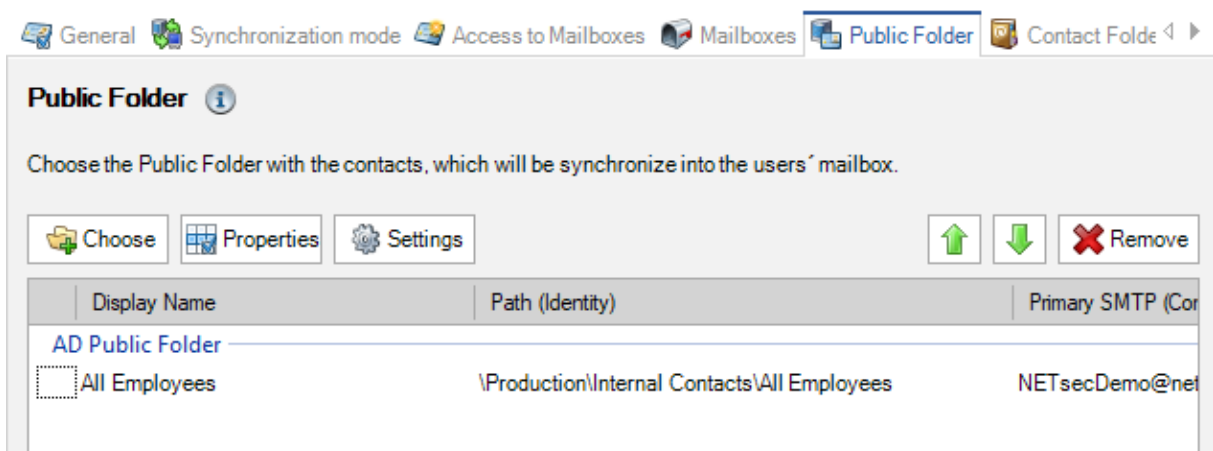 General Synchronization mode Access to Mailboxes Mailboxes Public Folder Contact Folde
Public Folder
Choose the Public Folder with the contacts, which will be synchronize into the users´ mailbox.
Choose Properties Settings Remove
Display Name Path (Identity) Primary SMTP (Cor
AD Public Folder
All Employees \Production\Internal Contacts\All Employees NETsecDemo@net